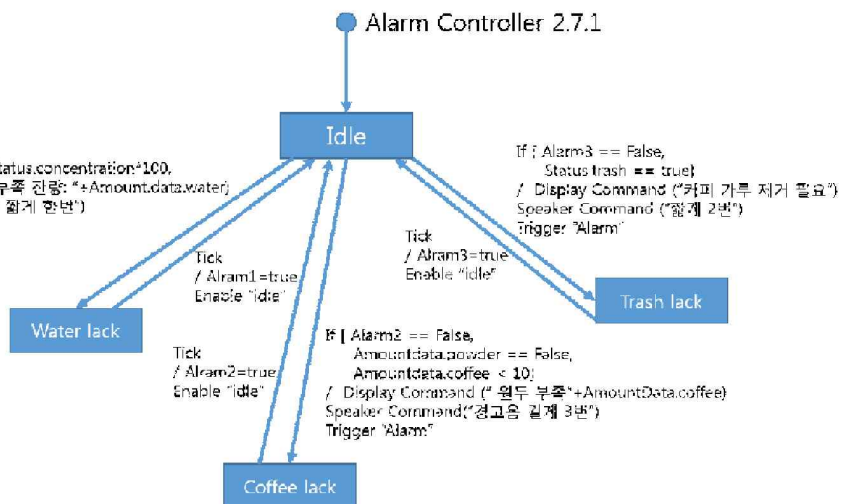 Alarm Controller 2.7.1
Idle
tatus.concentration*100,
부족 잔량: "+Amount.data.water)
짧게 한번")
If [ Alarm3 == False,
Status.trash == true}
/ Display Command ("커피 가루 제거 필요")
Speaker Command ("짧게 2번")
Trigger "Alarm"
Tick
/ Alram1=true
Enable "idle"
Tick
/ Alram3=true
Enable "idle"
Trash lack
Water lack
Tick
/ Alram2=true
Enable "idle"
If [ Alarm2 == False,
Amountdata.powder == False,
Amountdata.coffee < 10]
/ Display Command (" 원두 부족"+AmountData.coffee)
Speaker Command("경고음 길게 3번")
Trigger "Alarm"
Coffee lack